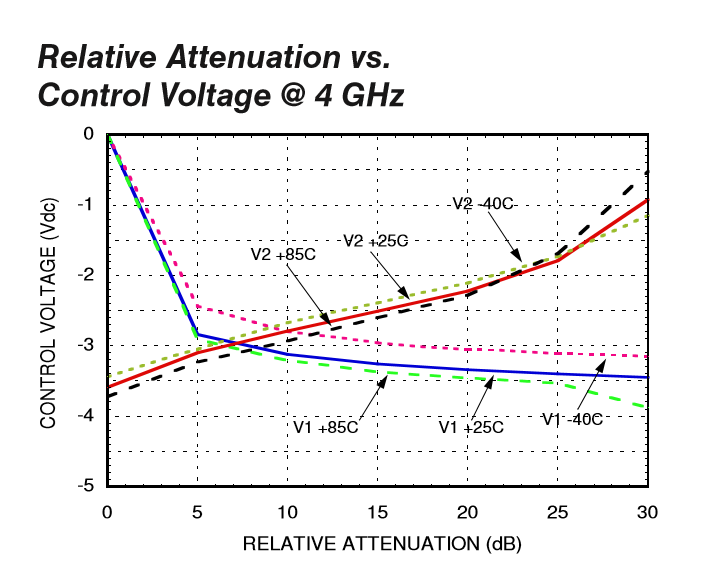 Relative Attenuation vs.
Control Voltage @ 4 GHz
CONTROL VOLTAGE (Vdc)
0
-1
-2
-3
-4
-5
V2 -40C
V2 +25C
V2 +85C
V1 +85C
V1 +25C
V1 -40C
0 5 10 15 20 25 30
RELATIVE ATTENUATION (dB)